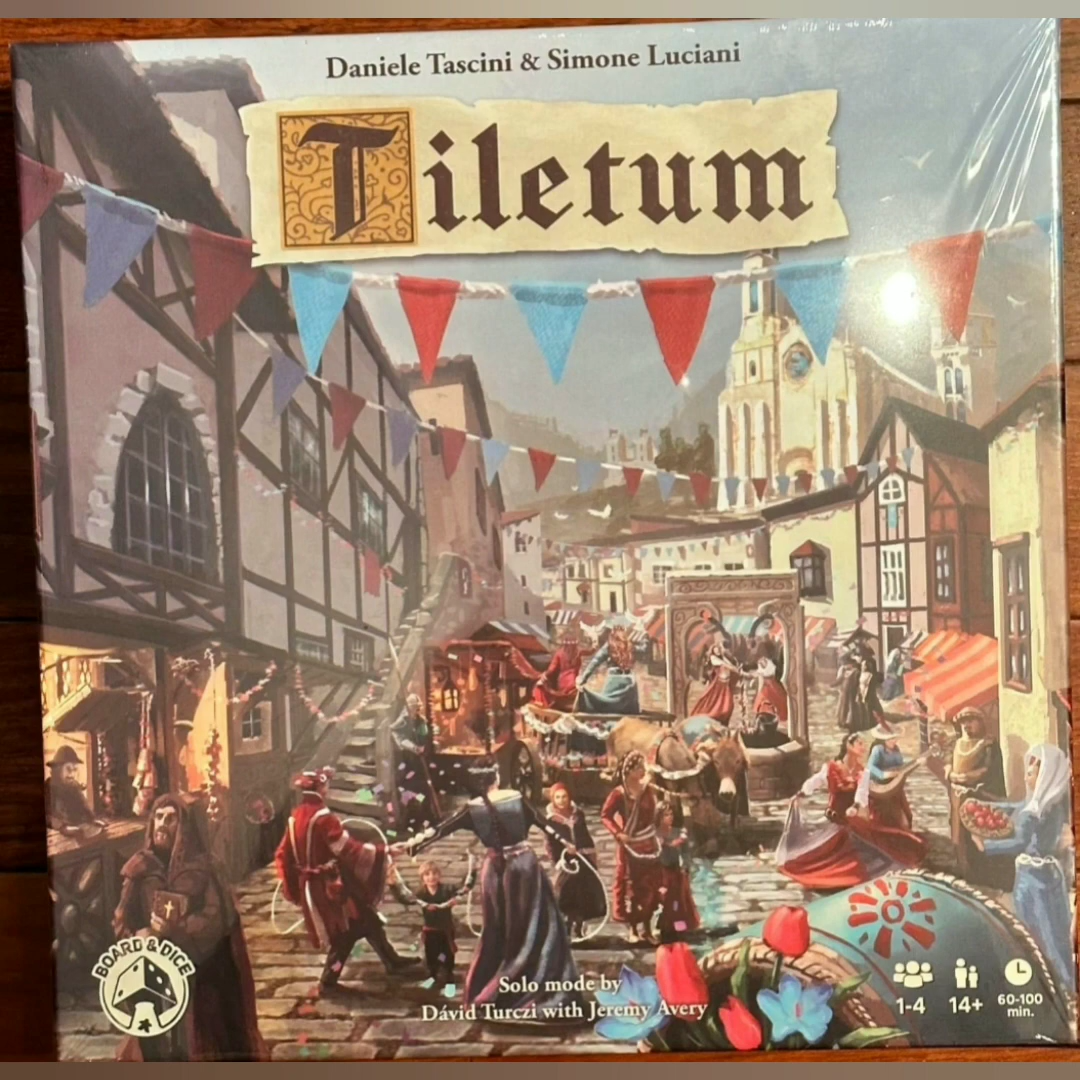 Daniele Tascini & Simone Luciani
Tiletum
BOARD & DICE
Solo mode by
Dávid Turczi with Jeremy Avery
1-4
14+
60-100
min.